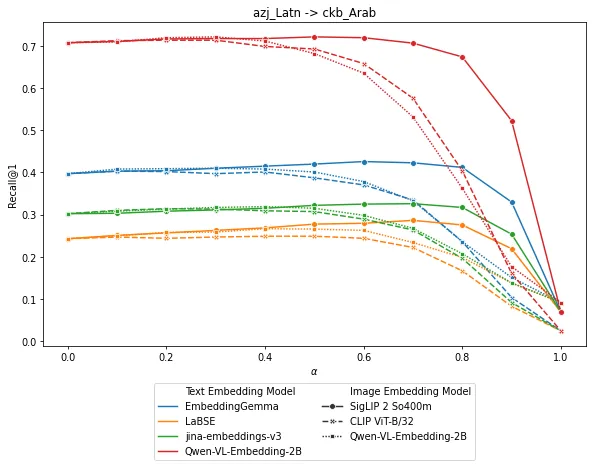 azj_Latn -> ckb_Arab
Recall@1
0.7
0.6
0.5
0.4
0.3
0.2
0.1
0.0
0.0 0.2 0.4 0.6 0.8 1.0
α
Text Embedding Model
EmbeddingGemma
LaBSE
jina-embeddings-v3
Qwen-VL-Embedding-2B
Image Embedding Model
SigLIP 2 So400m
CLIP ViT-B/32
Qwen-VL-Embedding-2B